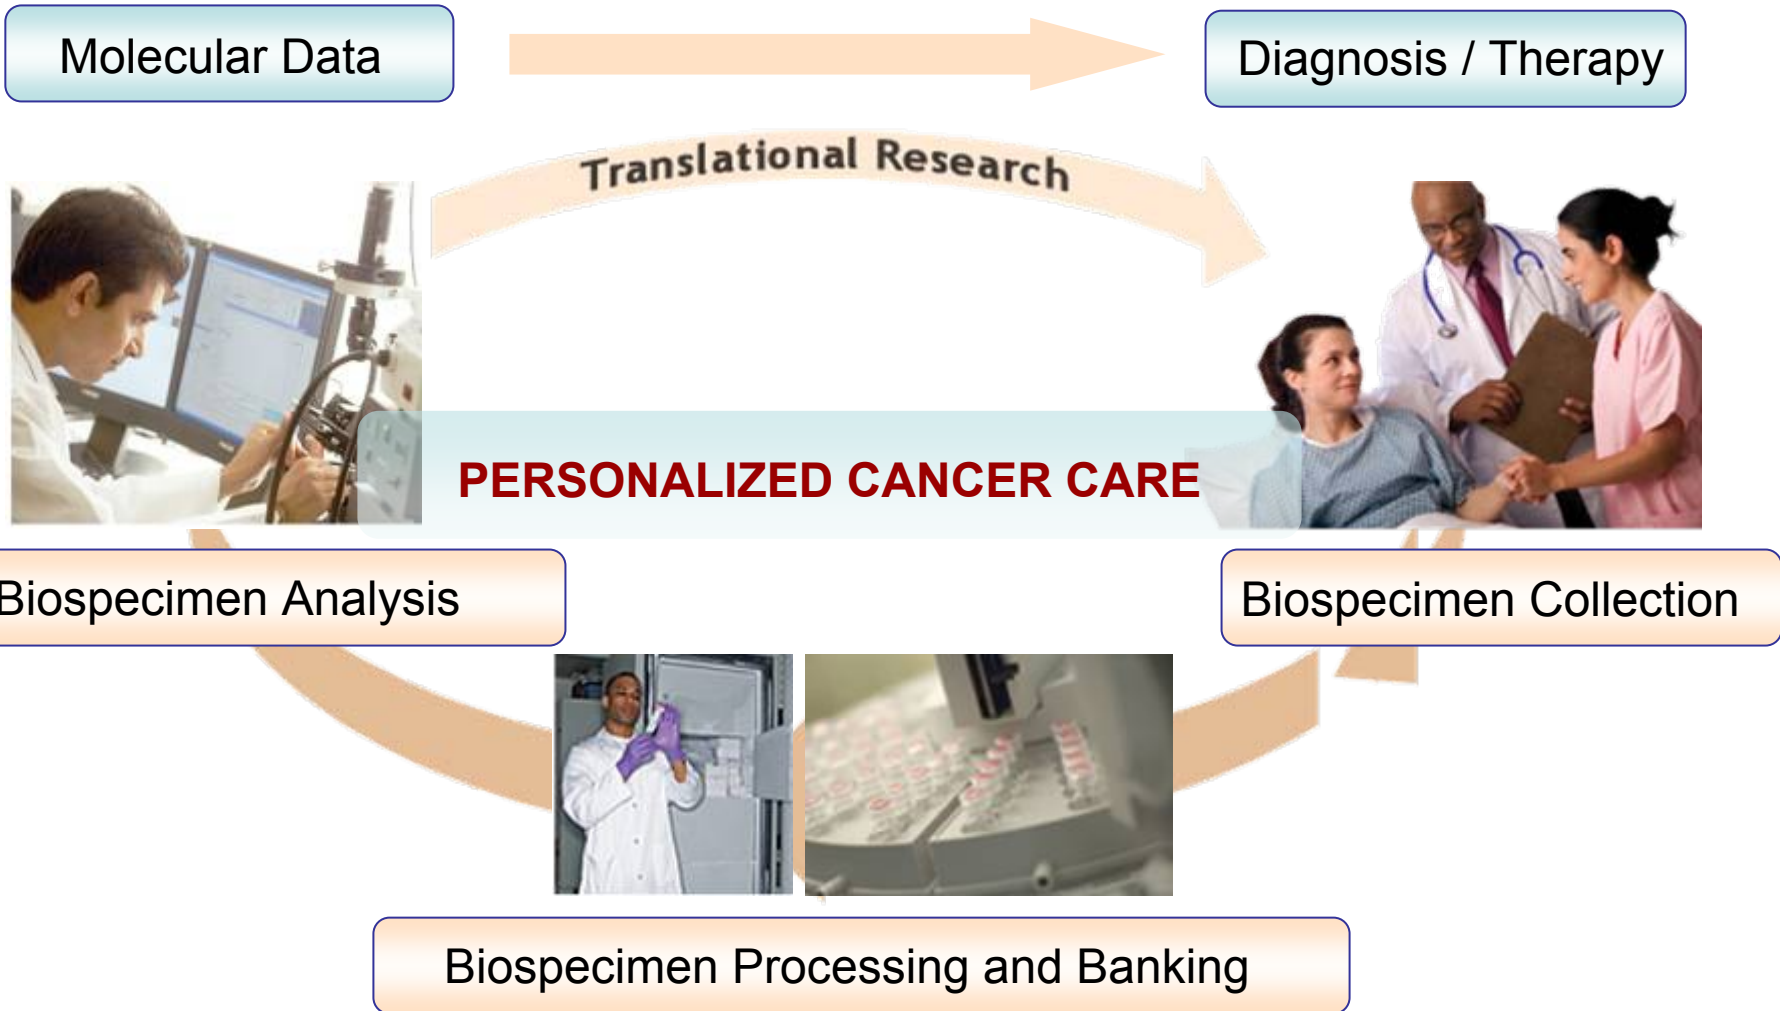 Molecular Data
Diagnosis / Therapy
Translational Research
PERSONALIZED CANCER CARE
Biospecimen Analysis
Biospecimen Collection
Biospecimen Processing and Banking